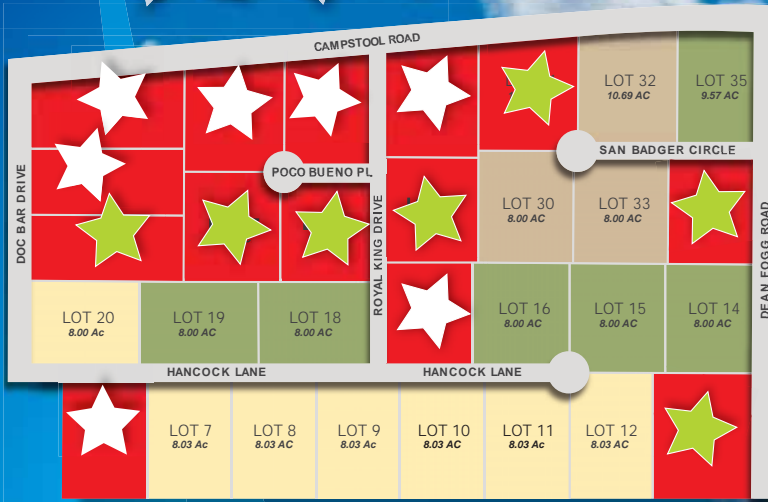 CAMPSTOOL ROAD
LOT 32
10.69 AC
LOT 35
9.57 AC
SAN BADGER CIRCLE
POCO BUENO PL
DOC BAR DRIVE
ROYAL KING DRIVE
DEAN FOGG ROAD
LOT 30
8.00 AC
LOT 33
8.00 AC
LOT 20
8.00 Ac
LOT 19
8.00 AC
LOT 18
8.00 AC
LOT 16
8.00 AC
LOT 15
8.00 AC
LOT 14
8.00 AC
HANCOCK LANE
HANCOCK LANE
LOT 7
8.03 Ac
LOT 8
8.03 Ac
LOT 9
8.03 Ac
LOT 10
8.03 AC
LOT 11
8.03 Ac
LOT 12
8.03 AC